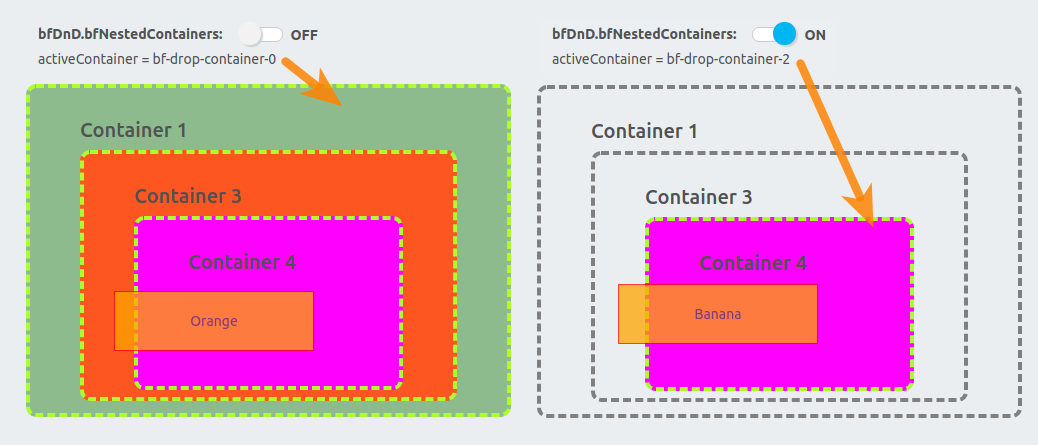 bfDnD.bfNestedContainers: OFF
activeContainer = bf-drop-container-0
Container 1
Container 3
Container 4
Orange
bfDnD.bfNestedContainers: ON
activeContainer = bf-drop-container-2
Container 1
Container 3
Container 4
Banana